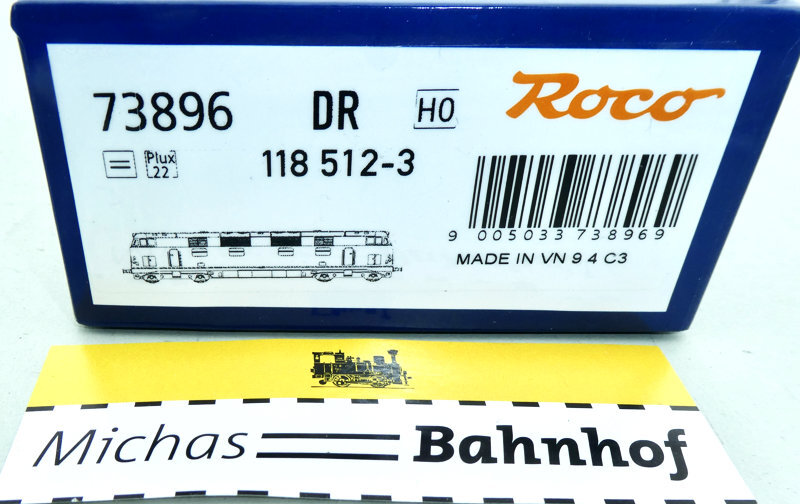 73896 DR H0 Roco
= Plux 22 118 512-3
9 005033 738969
MADE IN VN 9 4 C3
Michas Bahnhof